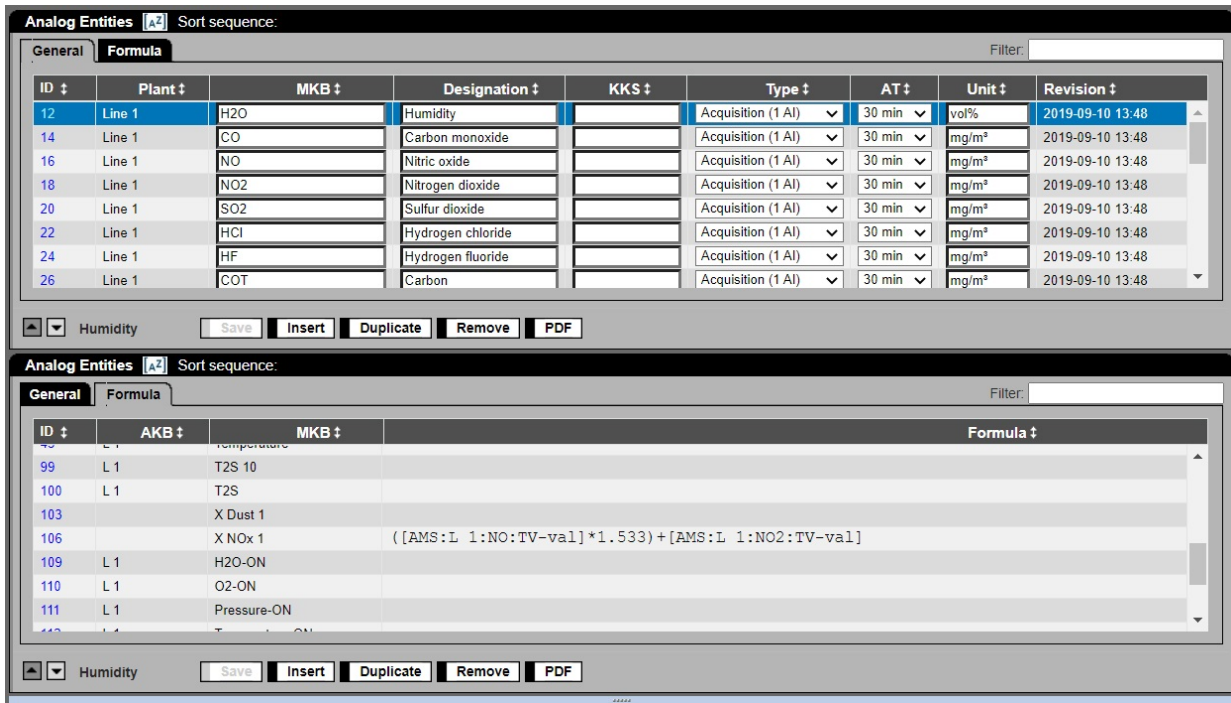 Analog Entities [AZ] Sort sequence:
General Formula Filter:
ID Plant MKB Designation KKS Type AT Unit Revision
12 Line 1 H2O Humidity Acquisition (1 AI) 30 min vol% 2019-09-10 13:48
14 Line 1 CO Carbon monoxide Acquisition (1 AI) 30 min mg/m³ 2019-09-10 13:48
16 Line 1 NO Nitric oxide Acquisition (1 AI) 30 min mg/m³ 2019-09-10 13:48
18 Line 1 NO2 Nitrogen dioxide Acquisition (1 AI) 30 min mg/m³ 2019-09-10 13:48
20 Line 1 SO2 Sulfur dioxide Acquisition (1 AI) 30 min mg/m³ 2019-09-10 13:48
22 Line 1 HCl Hydrogen chloride Acquisition (1 AI) 30 min mg/m³ 2019-09-10 13:48
24 Line 1 HF Hydrogen fluoride Acquisition (1 AI) 30 min mg/m³ 2019-09-10 13:48
26 Line 1 COT Carbon Acquisition (1 AI) 30 min mg/m³ 2019-09-10 13:48
Humidity Save Insert Duplicate Remove PDF
Analog Entities [AZ] Sort sequence:
General Formula Filter:
ID AKB MKB Formula
99 L 1 T2S 10
100 L 1 T2S
103 X Dust 1
106 X NOx 1 ([AMS:L 1:NO:TV-val]*1.533)+[AMS:L 1:NO2:TV-val]
109 L 1 H2O-ON
110 L 1 O2-ON
111 L 1 Pressure-ON
Humidity Save Insert Duplicate Remove PDF